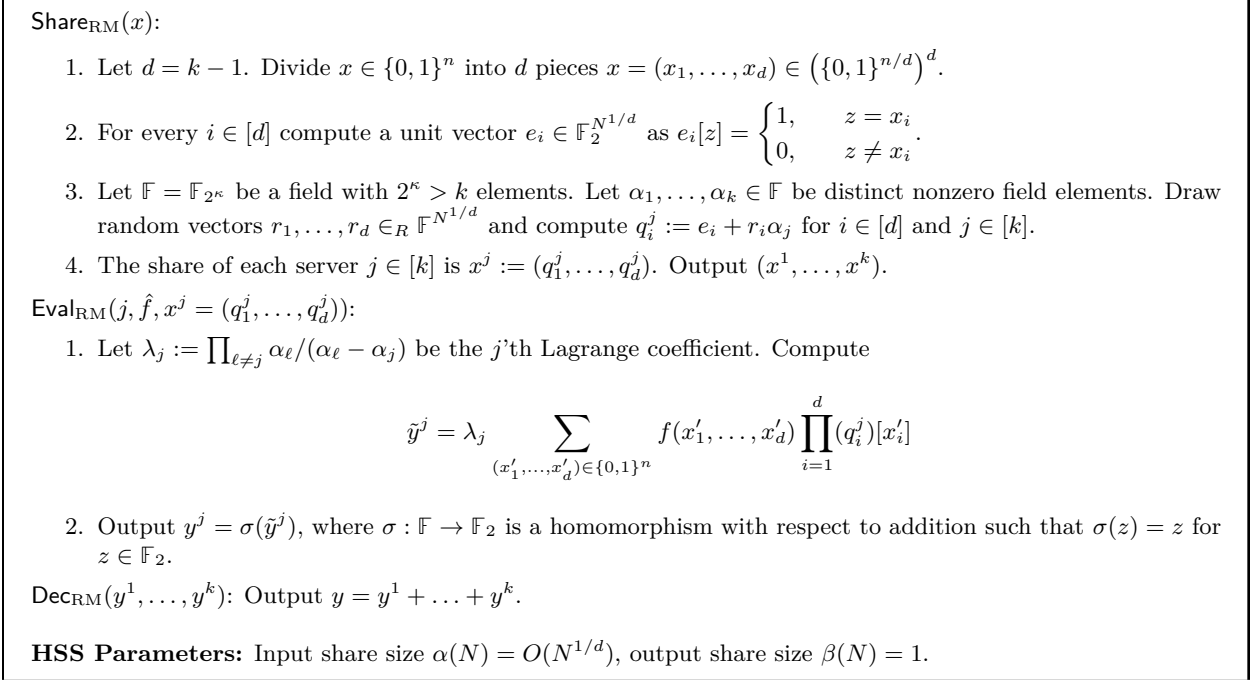 Share_RM(x):
1. Let d = k − 1. Divide x ∈ {0, 1}^n into d pieces x = (x_1, . . . , x_d) ∈ ({0, 1}^{n/d})^d.
2. For every i ∈ [d] compute a unit vector e_i ∈ 𝔽_2^{N^{1/d}} as e_i[z] = { 1, z = x_i; 0, z ≠ x_i .
3. Let 𝔽 = 𝔽_{2^κ} be a field with 2^κ > k elements. Let α_1, . . . , α_k ∈ 𝔽 be distinct nonzero field elements. Draw
random vectors r_1, . . . , r_d ∈_R 𝔽^{N^{1/d}} and compute q_i^j := e_i + r_iα_j for i ∈ [d] and j ∈ [k].
4. The share of each server j ∈ [k] is x^j := (q_1^j, . . . , q_d^j). Output (x^1, . . . , x^k).
Eval_RM(j, f̂, x^j = (q_1^j, . . . , q_d^j)):
1. Let λ_j := ∏_{ℓ≠j} α_ℓ/(α_ℓ − α_j) be the j'th Lagrange coefficient. Compute
ỹ^j = λ_j ∑_{(x'_1,...,x'_d)∈{0,1}^n} f(x'_1, . . . , x'_d) ∏_{i=1}^{d} (q_i^j)[x'_i]
2. Output y^j = σ(ỹ^j), where σ : 𝔽 → 𝔽_2 is a homomorphism with respect to addition such that σ(z) = z for
z ∈ 𝔽_2.
Dec_RM(y^1, . . . , y^k): Output y = y^1 + . . . + y^k.
HSS Parameters: Input share size α(N) = O(N^{1/d}), output share size β(N) = 1.